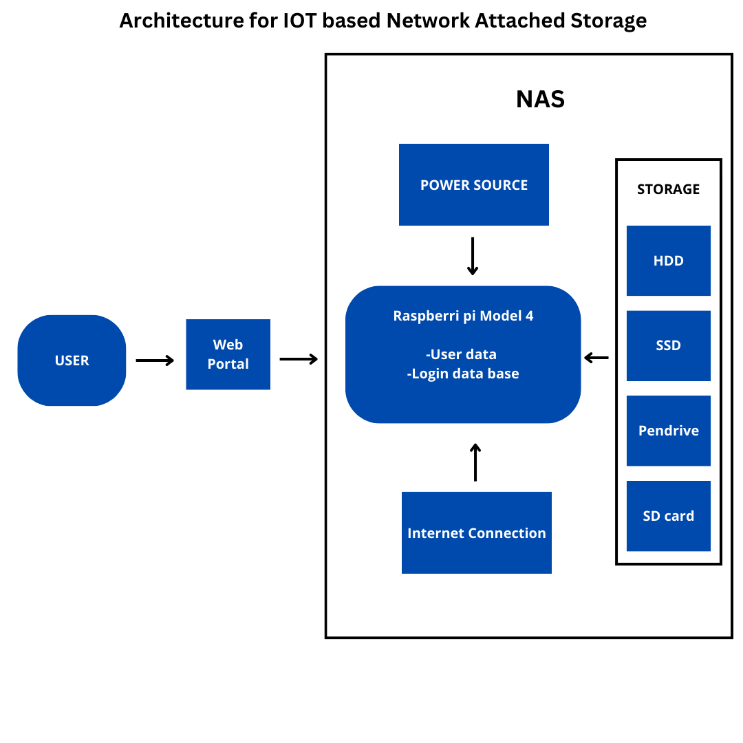 Architecture for IOT based Network Attached Storage
NAS
POWER SOURCE
STORAGE
HDD
SSD
Pendrive
SD card
Raspberri pi Model 4
-User data
-Login data base
USER
Web
Portal
Internet Connection